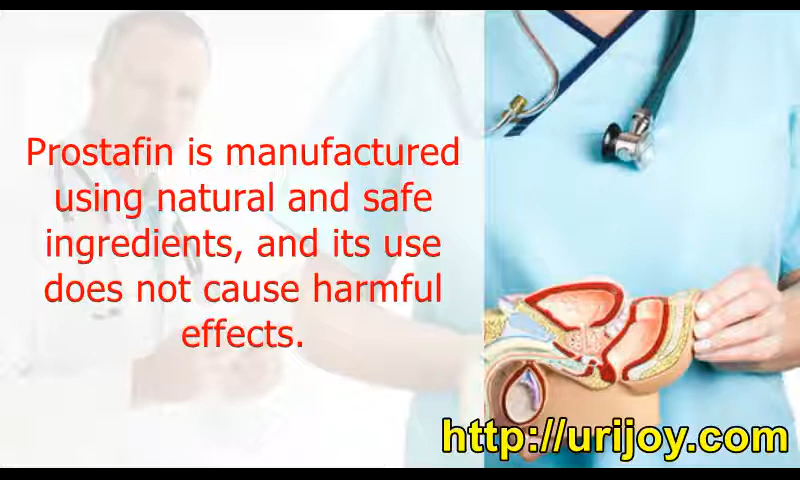 Prostafin is manufactured
using natural and safe
ingredients, and its use
does not cause harmful
effects.
http://urijoy.com